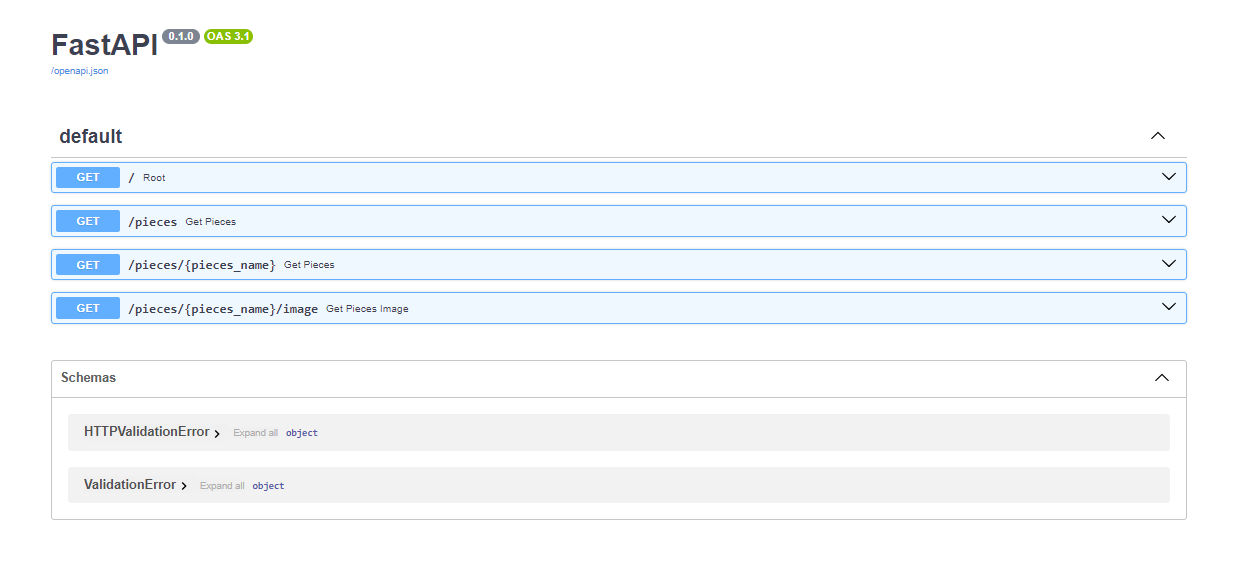 FastAPI 0.1.0 OAS 3.1
/openapi.json
default
GET / Root
GET /pieces Get Pieces
GET /pieces/{pieces_name} Get Pieces
GET /pieces/{pieces_name}/image Get Pieces Image
Schemas
HTTPValidationError Expand all object
ValidationError Expand all object